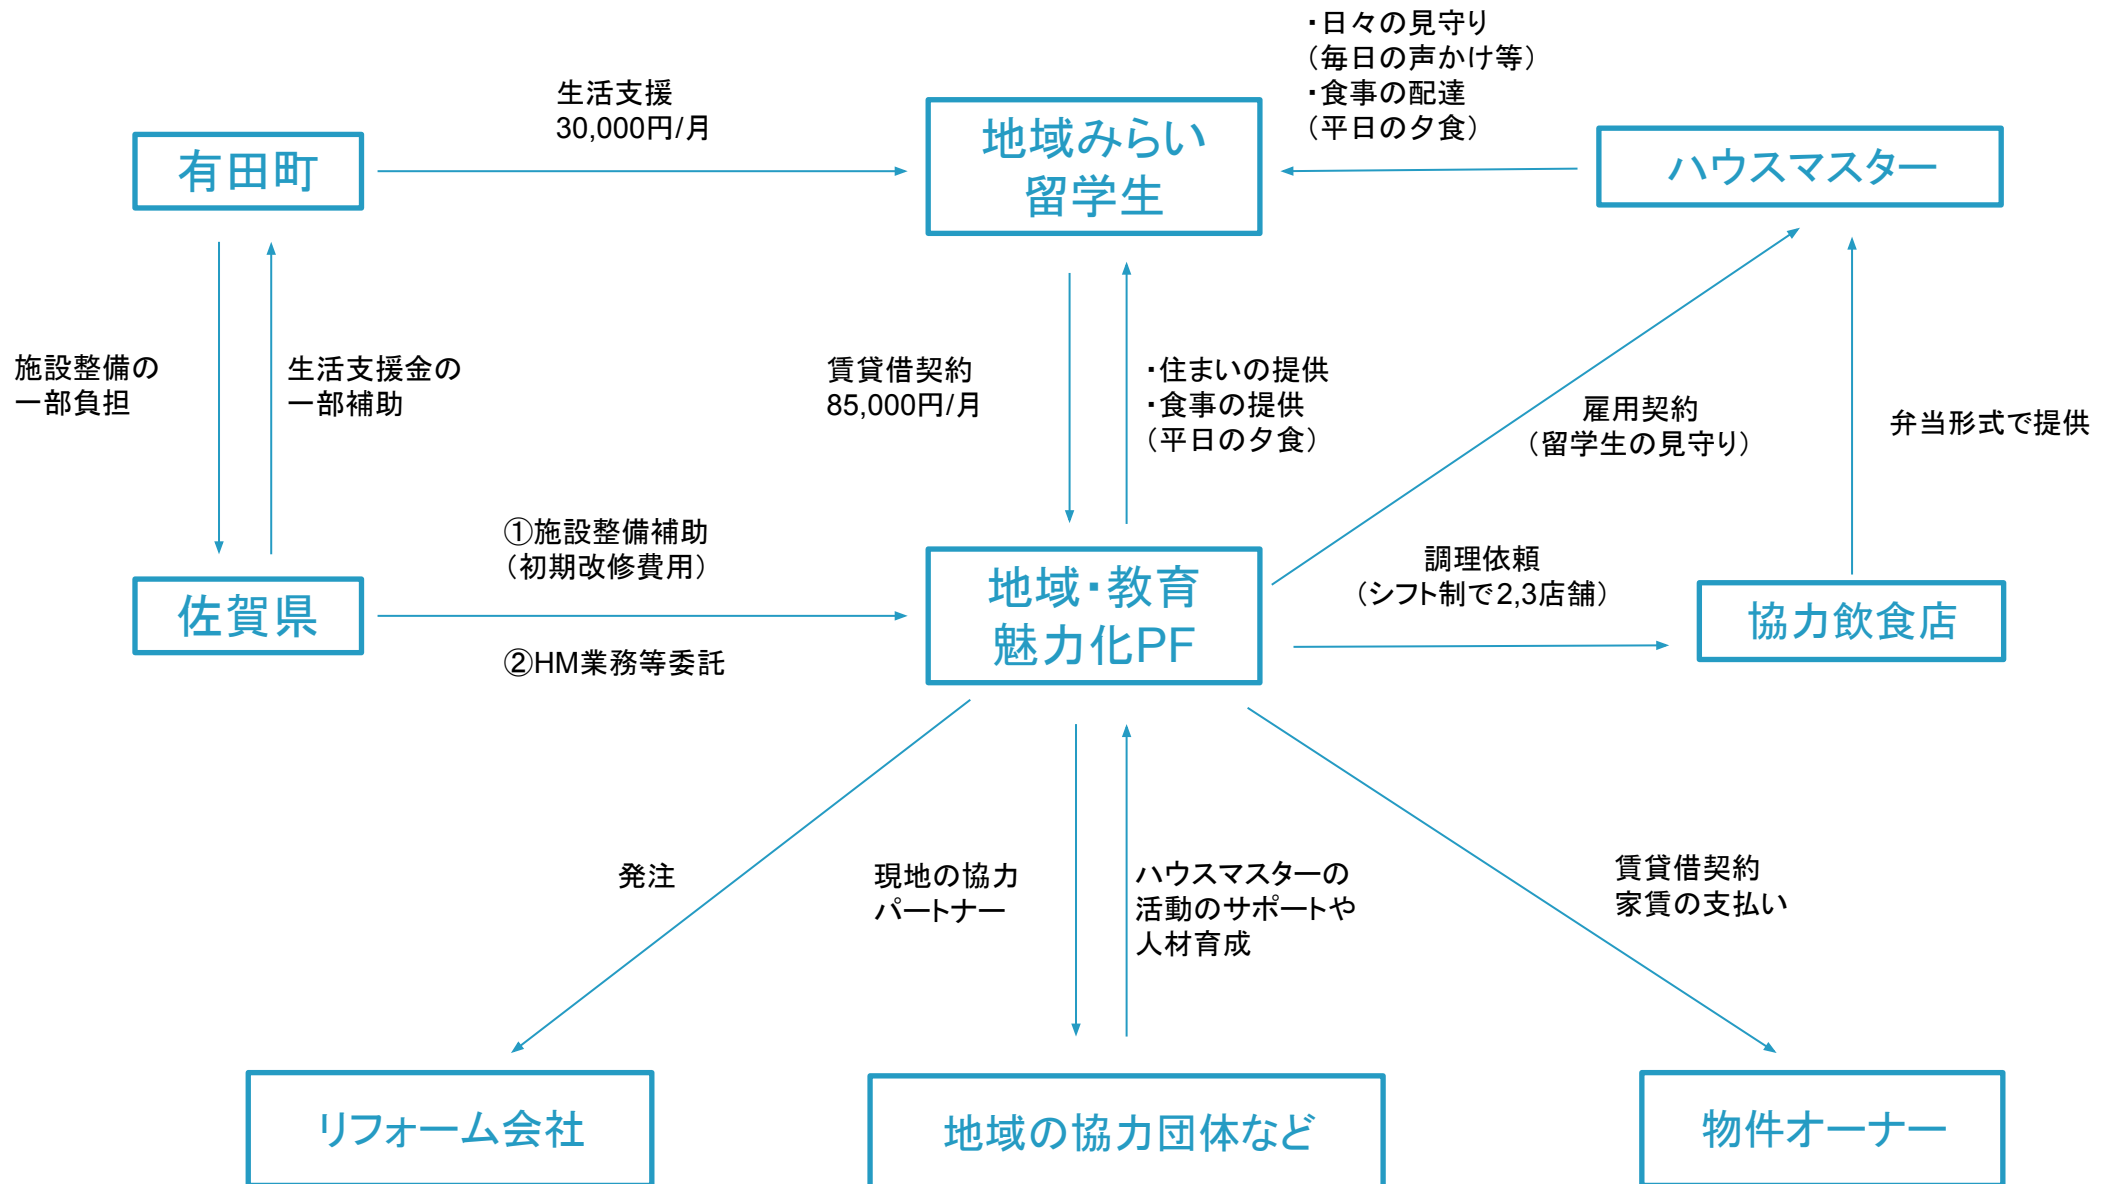 ・日々の見守り
（毎日の声かけ等）
・食事の配達
（平日の夕食）
生活支援
30,000円/月
有田町
地域みらい
留学生
ハウスマスター
施設整備の
一部負担
生活支援金の
一部補助
賃貸借契約
85,000円/月
・住まいの提供
・食事の提供
（平日の夕食）
雇用契約
（留学生の見守り）
弁当形式で提供
①施設整備補助
（初期改修費用）
②HM業務等委託
佐賀県
地域・教育
魅力化PF
調理依頼
（シフト制で2,3店舗）
協力飲食店
発注
現地の協力
パートナー
ハウスマスターの
活動のサポートや
人材育成
賃貸借契約
家賃の支払い
リフォーム会社
地域の協力団体など
物件オーナー